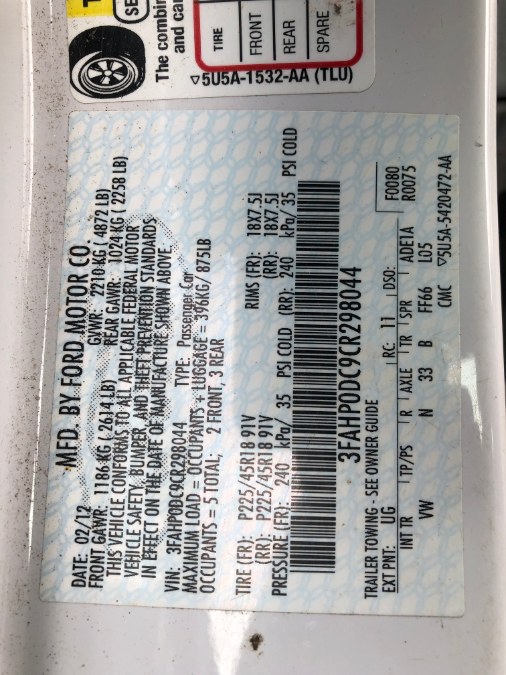 T
SE
The combin
and car
TIRE
FRONT
REAR
SPARE
▽5U5A-1532-AA (TLU)
MFD. BY FORD MOTOR CO.
DATE: 02/12 GVWR: 2210 KG ( 4872 LB)
FRONT GAWR: 1186 KG ( 2614 LB) REAR GAWR: 1024 KG ( 2258 LB)
THIS VEHICLE CONFORMS TO ALL APPLICABLE FEDERAL MOTOR
VEHICLE SAFETY, BUMPER, AND THEFT PREVENTION STANDARDS
IN EFFECT ON THE DATE OF MANUFACTURE SHOWN ABOVE.
VIN: 3FAHP0DC9CR298044 TYPE: Passenger Car
MAXIMUM LOAD = OCCUPANTS + LUGGAGE = 396KG/ 875LB
OCCUPANTS = 5 TOTAL; 2 FRONT, 3 REAR
TIRE (FR): P225/45R18 91V RIMS (FR): 18X7.5J
(RR): P225/45R18 91V (RR): 18X7.5J
PRESSURE (FR): 240 kPa/ 35 PSI COLD (RR): 240 kPa/ 35 PSI COLD
3FAHP0DC9CR298044
F0080
R0075
TRAILER TOWING - SEE OWNER GUIDE
EXT PNT: UG RC: 11 DSO:
INT TR TP/PS R AXLE TR SPR ADE1A
VW N 33 B FF66 L05
CMC ▽5U5A-5420472-AA